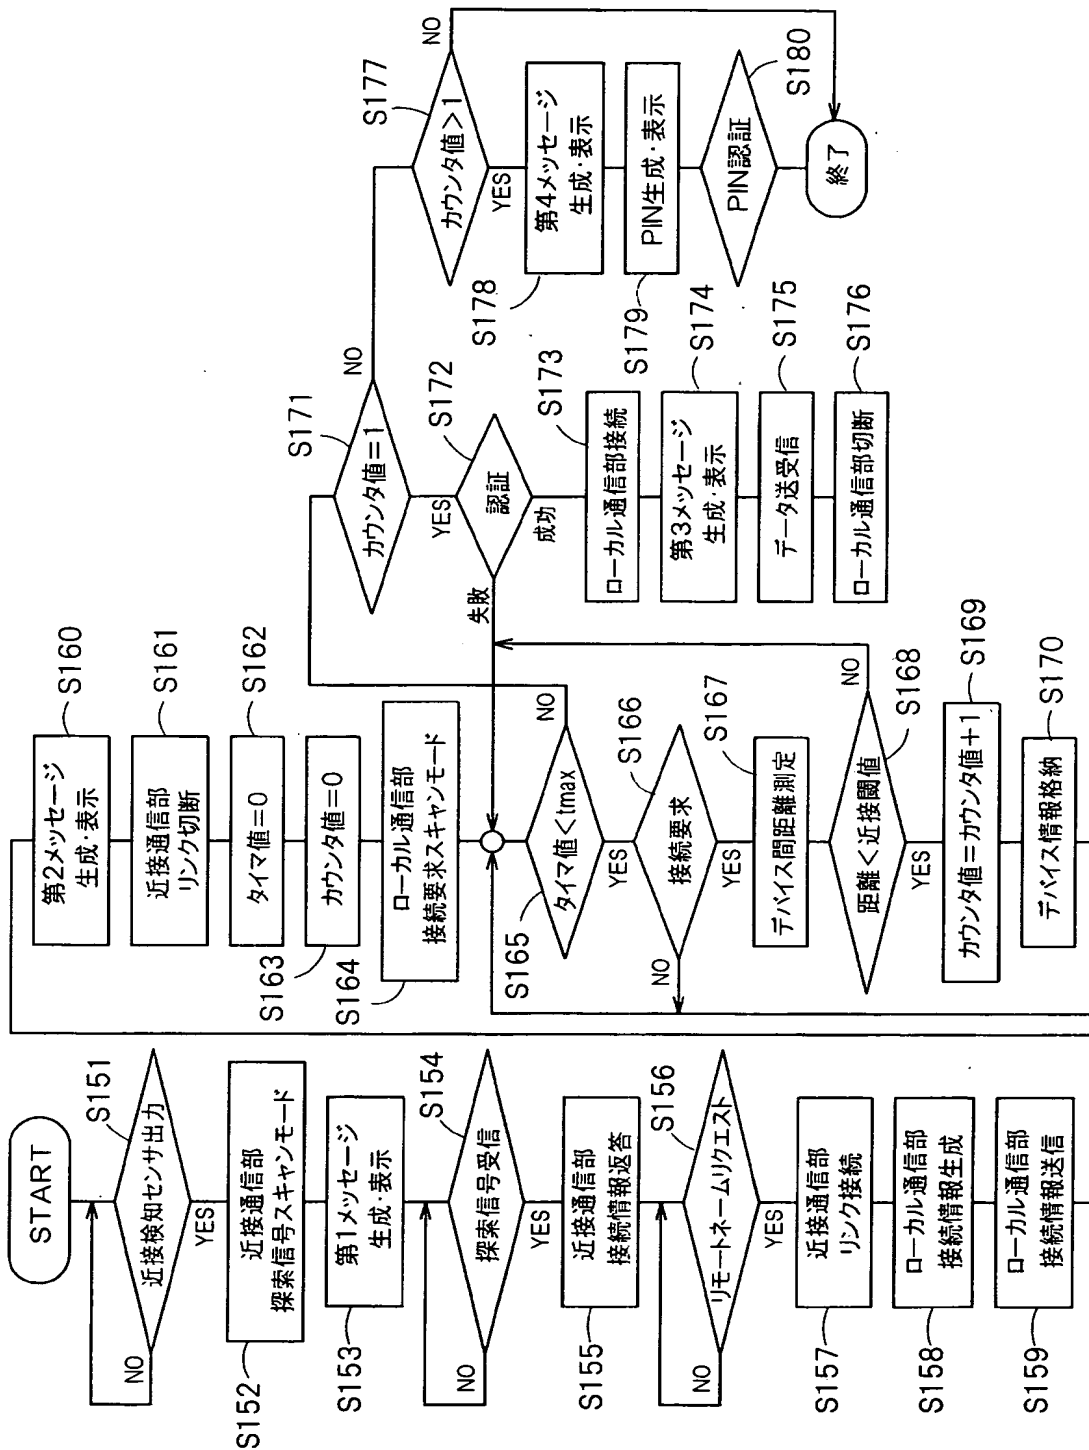 START
近接検知センサ出力
S151
NO
YES
近接通信部
探索信号スキャンモード
S152
第1メッセージ
生成・表示
S153
探索信号受信
S154
NO
YES
近接通信部
接続情報返答
S155
リモートネームリクエスト
S156
NO
YES
近接通信部
リンク接続
S157
ローカル通信部
接続情報生成
S158
ローカル通信部
接続情報送信
S159
第2メッセージ
生成・表示
S160
近接通信部
リンク切断
S161
タイマ値=0
S162
カウンタ値=0
S163
ローカル通信部
接続要求スキャンモード
S164
タイマ値<tmax
S165
NO
YES
接続要求
S166
NO
YES
デバイス間距離測定
S167
距離<近接閾値
S168
NO
YES
カウンタ値=カウンタ値+1
S169
デバイス情報格納
S170
カウンタ値=1
S171
NO
YES
認証
S172
失敗
成功
ローカル通信部接続
S173
第3メッセージ
生成・表示
S174
データ送受信
S175
ローカル通信部切断
S176
カウンタ値>1
S177
NO
YES
第4メッセージ
生成・表示
S178
PIN生成・表示
S179
PIN認証
S180
終了